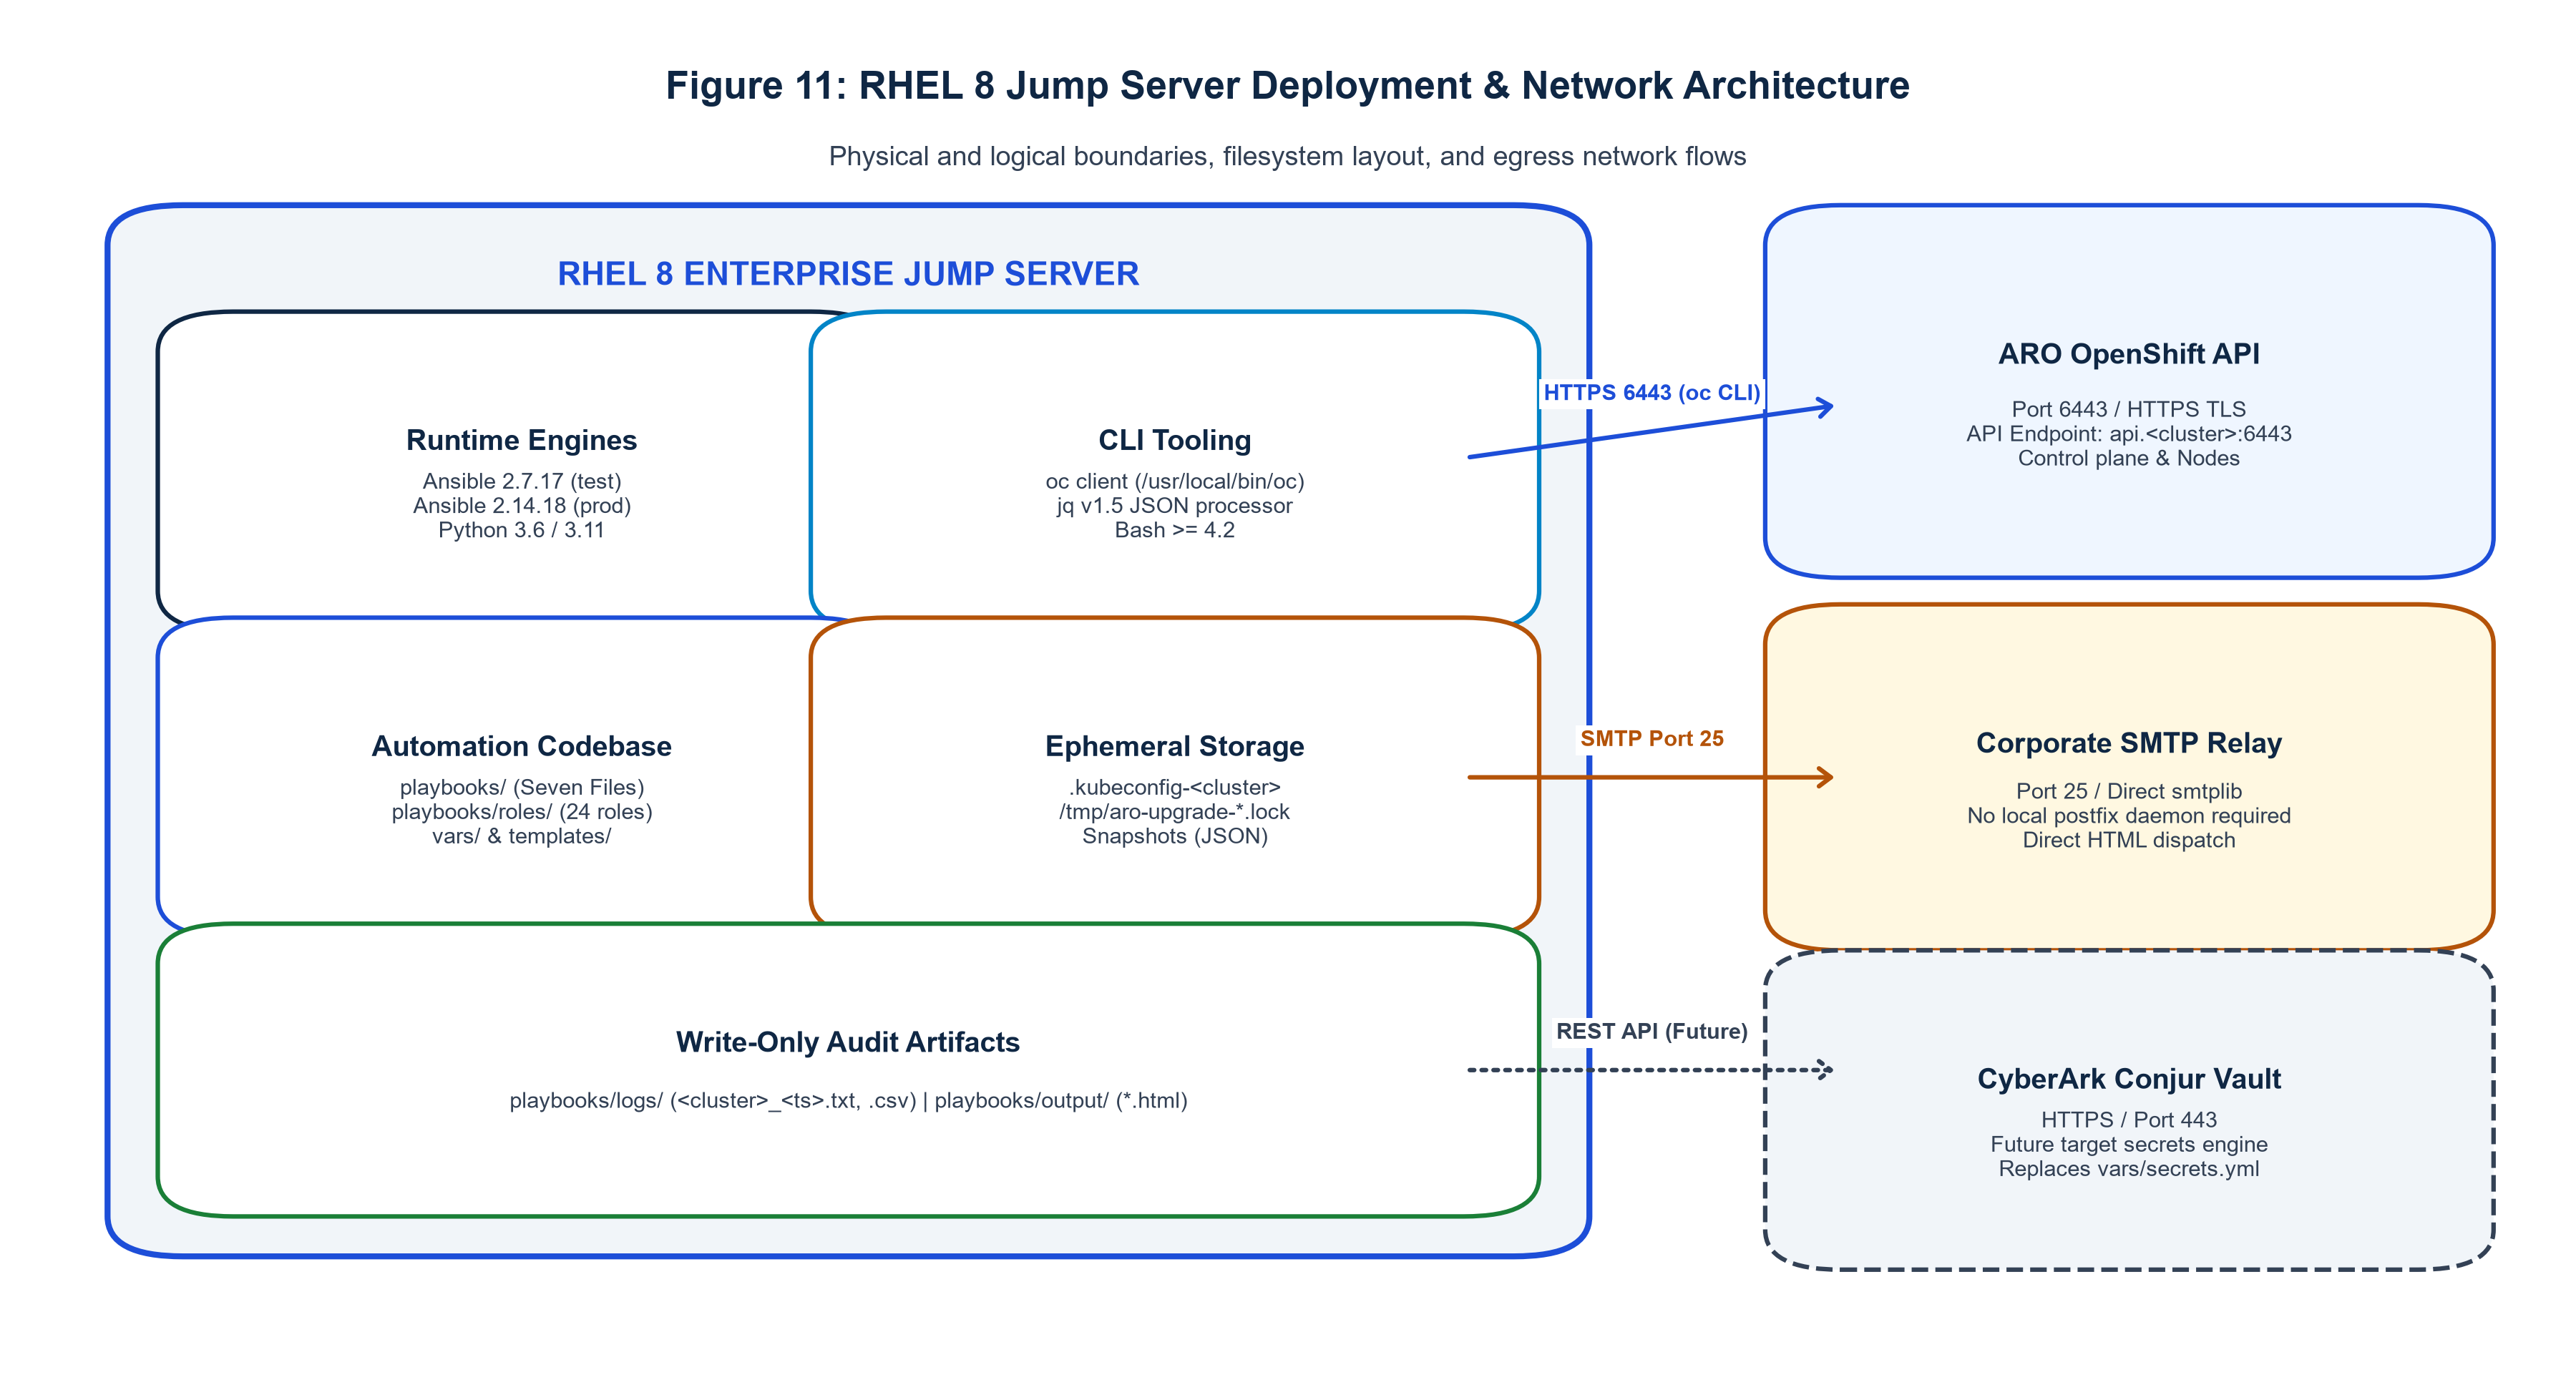 Figure 11: RHEL 8 Jump Server Deployment & Network Architecture
Physical and logical boundaries, filesystem layout, and egress network flows
RHEL 8 ENTERPRISE JUMP SERVER
Runtime Engines
Ansible 2.7.17 (test)
Ansible 2.14.18 (prod)
Python 3.6 / 3.11
CLI Tooling
oc client (/usr/local/bin/oc)
jq v1.5 JSON processor
Bash >= 4.2
HTTPS 6443 (oc CLI)
ARO OpenShift API
Port 6443 / HTTPS TLS
API Endpoint: api.<cluster>:6443
Control plane & Nodes
Automation Codebase
playbooks/ (Seven Files)
playbooks/roles/ (24 roles)
vars/ & templates/
Ephemeral Storage
.kubeconfig-<cluster>
/tmp/aro-upgrade-*.lock
Snapshots (JSON)
SMTP Port 25
Corporate SMTP Relay
Port 25 / Direct smtplib
No local postfix daemon required
Direct HTML dispatch
Write-Only Audit Artifacts
playbooks/logs/ (<cluster>_<ts>.txt, .csv) | playbooks/output/ (*.html)
REST API (Future)
CyberArk Conjur Vault
HTTPS / Port 443
Future target secrets engine
Replaces vars/secrets.yml